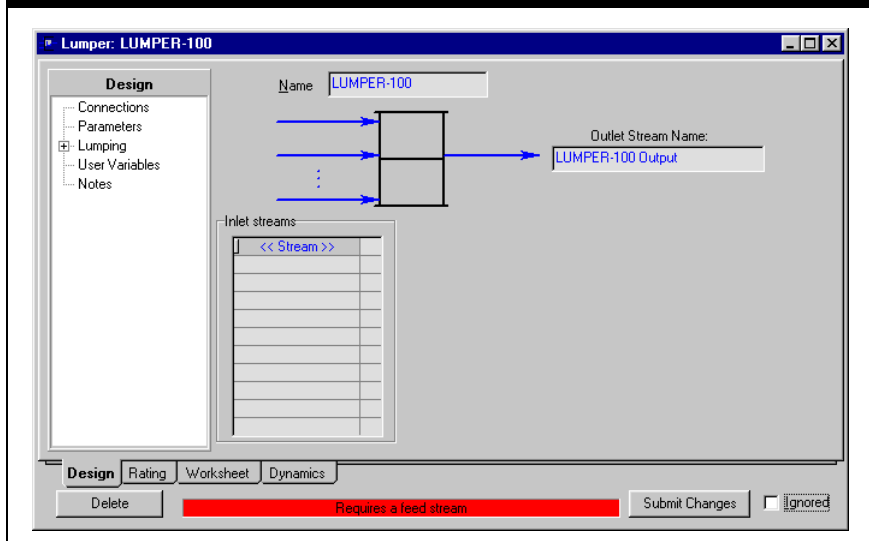 Lumper: LUMPER-100
Design
Connections
Parameters
Lumping
User Variables
Notes
Name LUMPER-100
Outlet Stream Name:
LUMPER-100 Output
Inlet streams
<< Stream >>
Design Rating Worksheet Dynamics
Delete Requires a feed stream Submit Changes Ignored